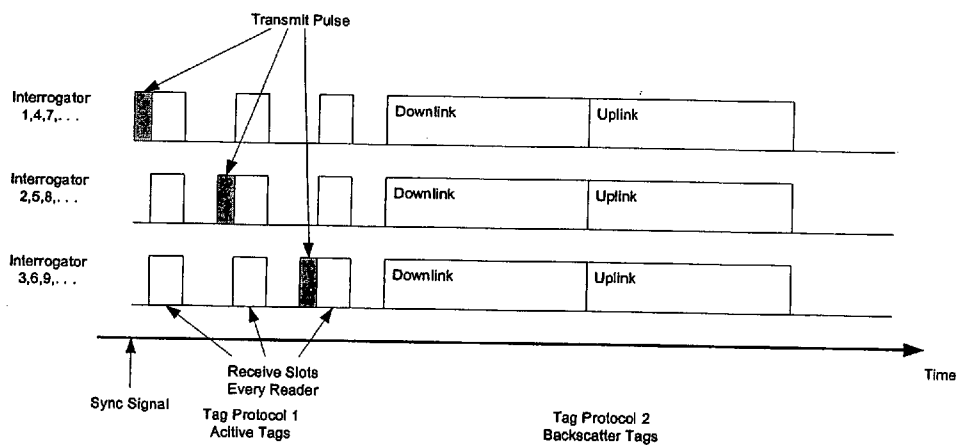 Transmit Pulse
Interrogator
1,4,7,. . .
Downlink
Uplink
Interrogator
2,5,8,. . .
Downlink
Uplink
Interrogator
3,6,9,. . .
Downlink
Uplink
Receive Slots
Every Reader
Time
Sync Signal
Tag Protocol 1
Acitive Tags
Tag Protocol 2
Backscatter Tags